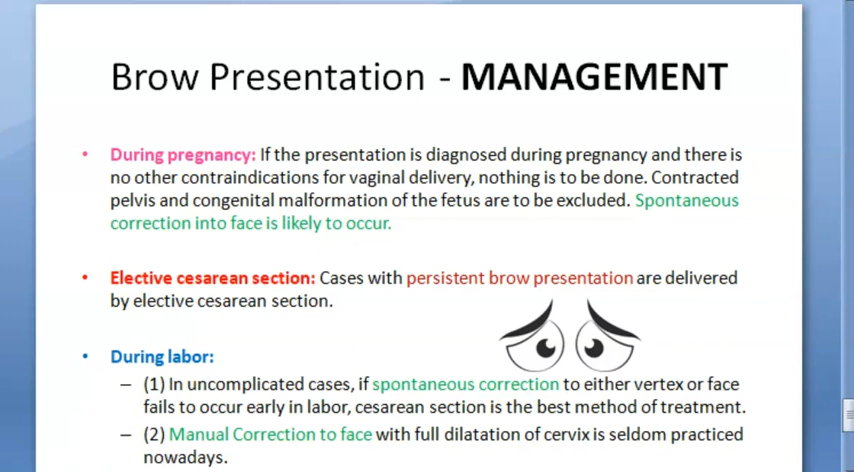 Brow Presentation - MANAGEMENT
• During pregnancy: If the presentation is diagnosed during pregnancy and there is
no other contraindications for vaginal delivery, nothing is to be done. Contracted
pelvis and congenital malformation of the fetus are to be excluded. Spontaneous
correction into face is likely to occur.
• Elective cesarean section: Cases with persistent brow presentation are delivered
by elective cesarean section.
• During labor:
– (1) In uncomplicated cases, if spontaneous correction to either vertex or face
fails to occur early in labor, cesarean section is the best method of treatment.
– (2) Manual Correction to face with full dilatation of cervix is seldom practiced
nowadays.